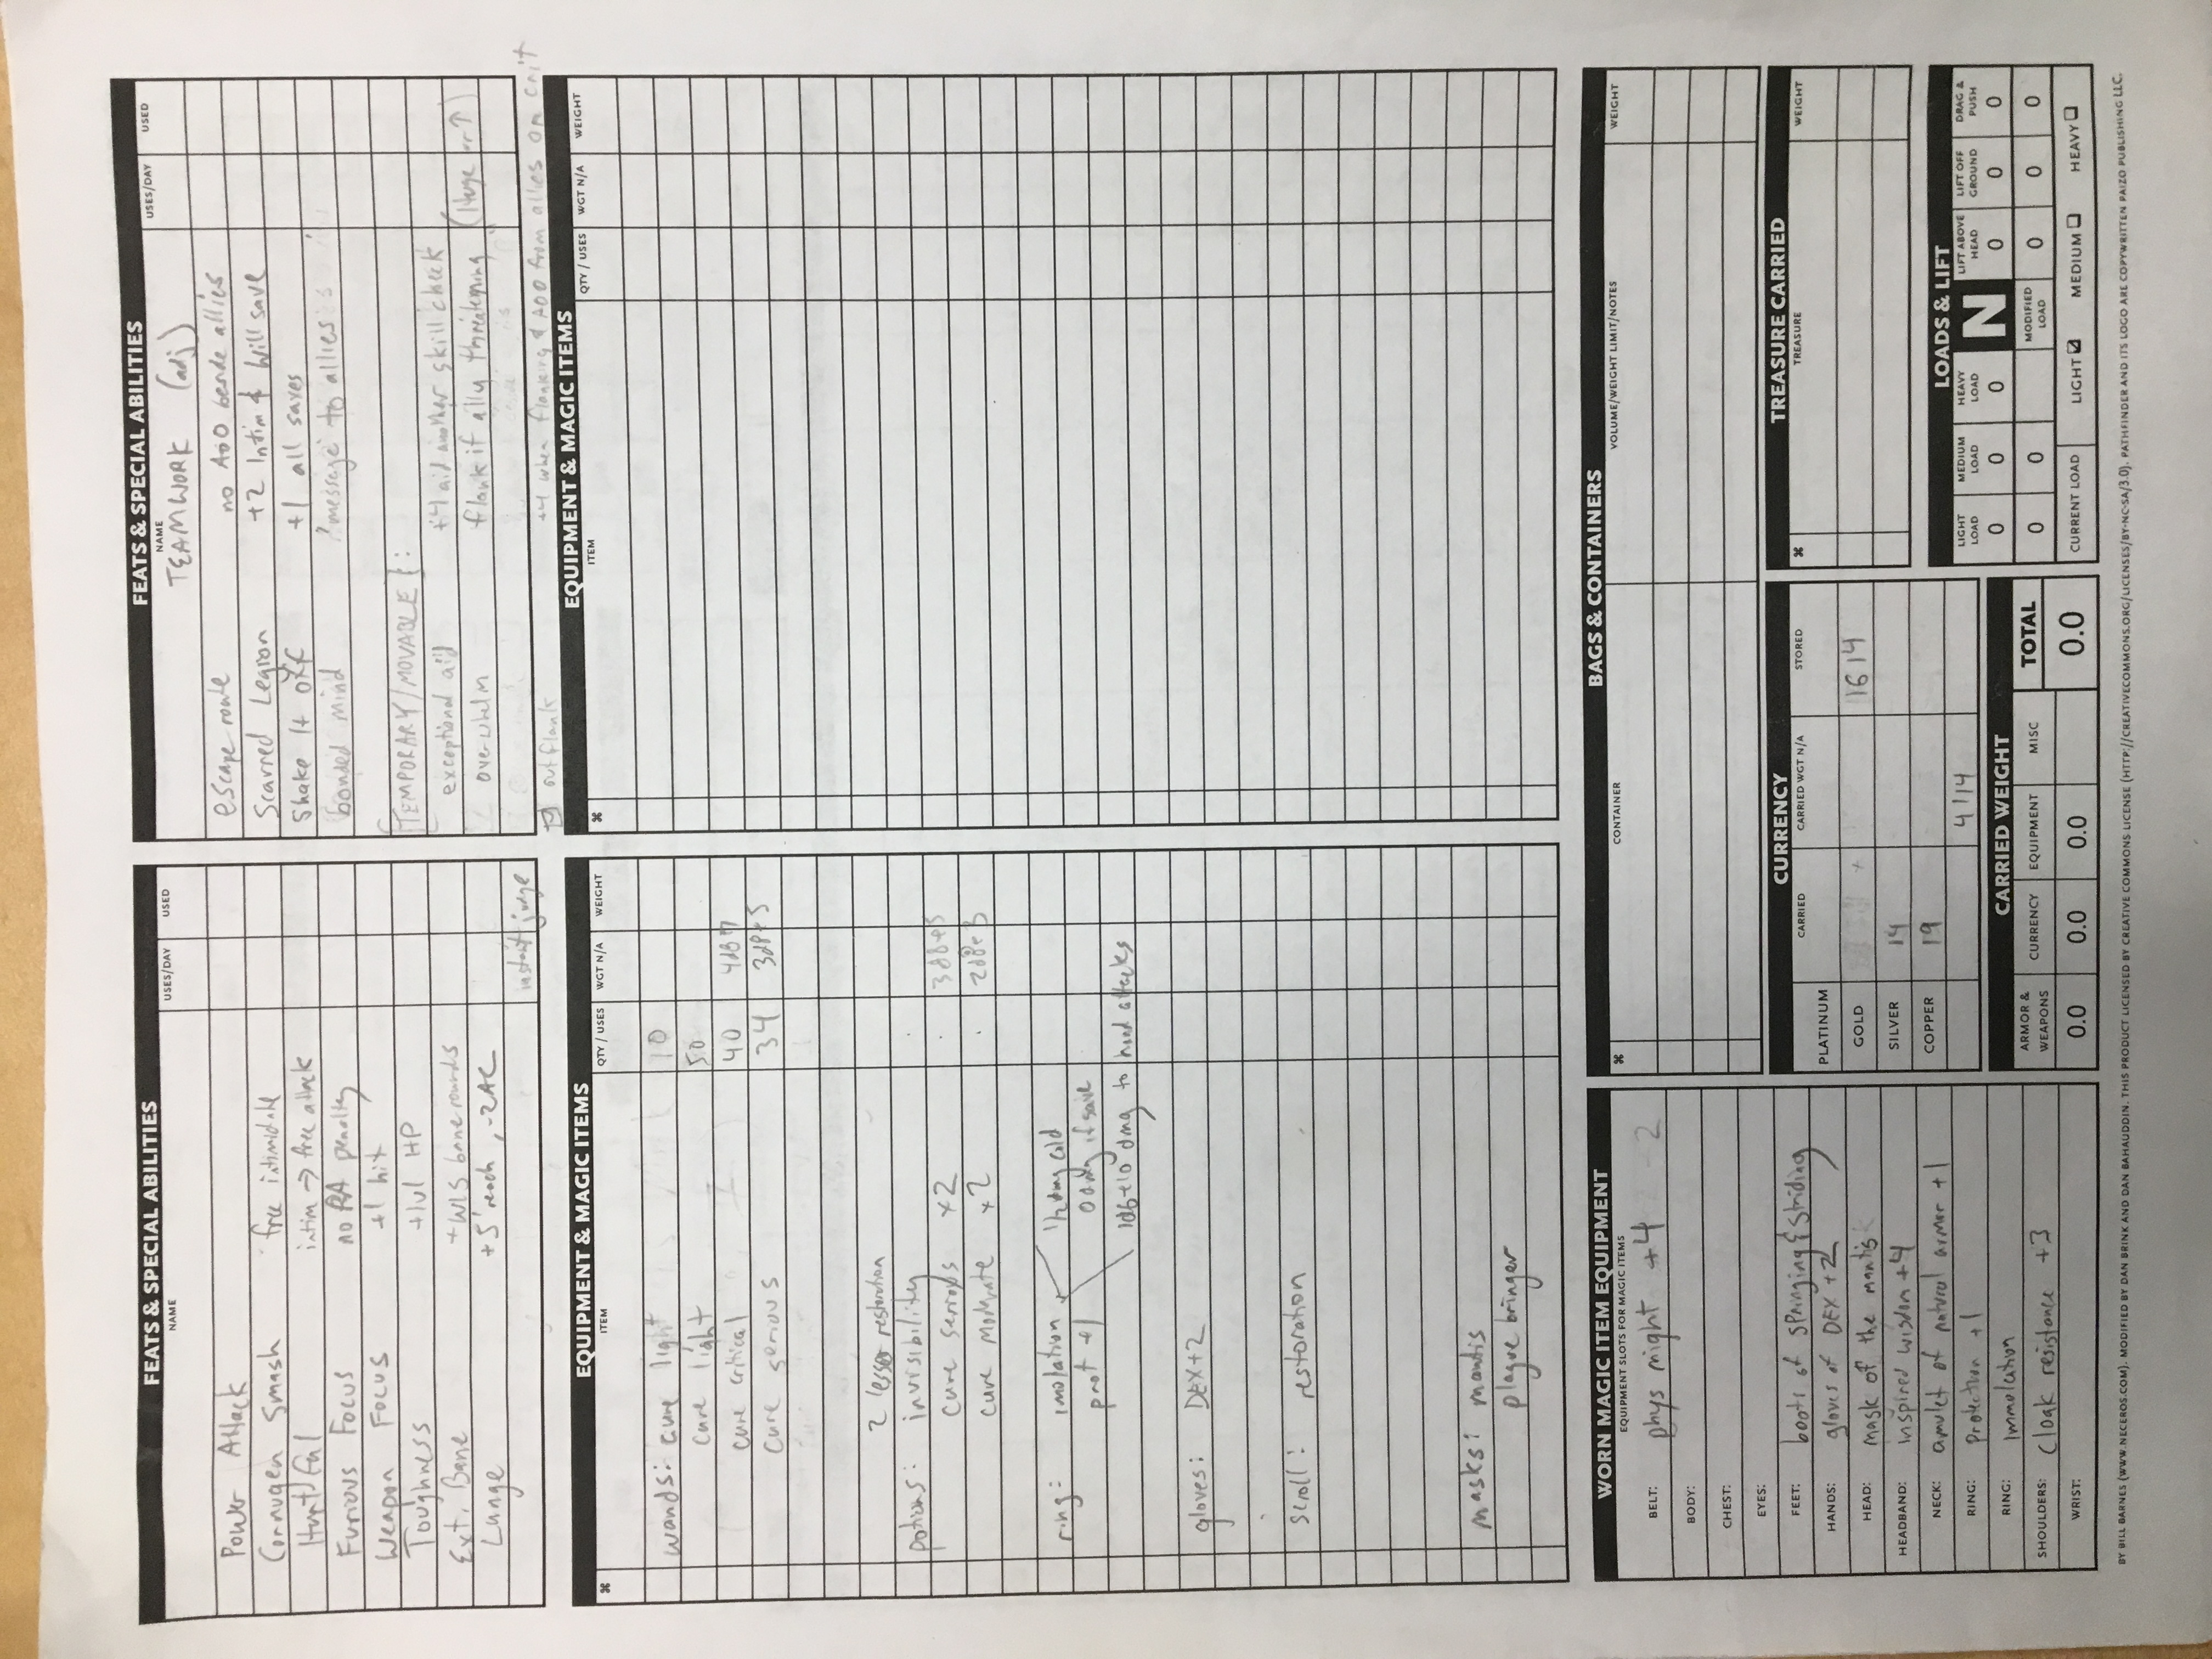 FEATS & SPECIAL ABILITIES
NAME USES/DAY USED
Power Attack
Cornugen Smash free intimidate
Hurtful intim → free attack
Furious Focus no PA penalty
Weapon Focus +1 hit
Toughness +1vl HP
Ext. Bane + WIS bane rounds
Lunge +5' reach, -2AC
instant judge
FEATS & SPECIAL ABILITIES
NAME USES/DAY USED
TEAMWORK (adj)
escape route no AoO beside allies
Scarred Legion +2 Intim & Will save
Shake It off +1 all saves
bonded mind "message" to allies
TEMPORARY/MOVABLE:
exceptional aid +4 aid another skill check
overwhelm flank if ally threatening (Huge or ↑)
outflank +4 when flanking & AOO from allies on crit
EQUIPMENT & MAGIC ITEMS
⌘ ITEM QTY / USES WGT N/A WEIGHT
wands: cure light 10
cure light 50
cure critical 40 4d8+7
cure serious 34 3d8+5
2 lesser restoration
potions: invisibility
cure serious x2 3d8+5
cure moderate x2 2d8+3
ring: imolation 1/2 dmg cold
prot +1 0 dmg if save
1d6+10 dmg to hand attacks
gloves: DEX+2
scroll: restoration
masks: mantis
plague bringer
EQUIPMENT & MAGIC ITEMS
⌘ ITEM QTY / USES WGT N/A WEIGHT
WORN MAGIC ITEM EQUIPMENT
EQUIPMENT SLOTS FOR MAGIC ITEMS
BELT: phys might +4 2
BODY:
CHEST:
EYES:
FEET: boots of springing & striding
HANDS: gloves of DEX +2
HEAD: mask of the mantis
HEADBAND: inspired wisdom +4
NECK: amulet of natural armor +1
RING: protection +1
RING: Immolation
SHOULDERS: cloak resistance +3
WRIST:
BAGS & CONTAINERS
⌘ CONTAINER VOLUME/WEIGHT LIMIT/NOTES WEIGHT
CURRENCY
CARRIED CARRIED WGT N/A STORED
PLATINUM
GOLD 1614
SILVER 14
COPPER 19
4114
CARRIED WEIGHT
ARMOR & WEAPONS CURRENCY EQUIPMENT MISC TOTAL
0.0 0.0 0.0 0.0
TREASURE CARRIED
⌘ TREASURE WEIGHT
LOADS & LIFT
LIGHT LOAD MEDIUM LOAD HEAVY LOAD N LIFT ABOVE HEAD LIFT OFF GROUND DRAG & PUSH
0 0 0 0 0 0
0 0 MODIFIED LOAD 0 0 0
CURRENT LOAD LIGHT ☑ MEDIUM ☐ HEAVY ☐
BY BILL BARNES (WWW.NECEROS.COM). MODIFIED BY DAN BRINK AND DAN BAHAUDDIN. THIS PRODUCT LICENSED BY CREATIVE COMMONS LICENSE (HTTP://CREATIVECOMMONS.ORG/LICENSES/BY-NC-SA/3.0). PATHFINDER AND ITS LOGO ARE COPYWRITTEN PAIZO PUBLISHING LLC.